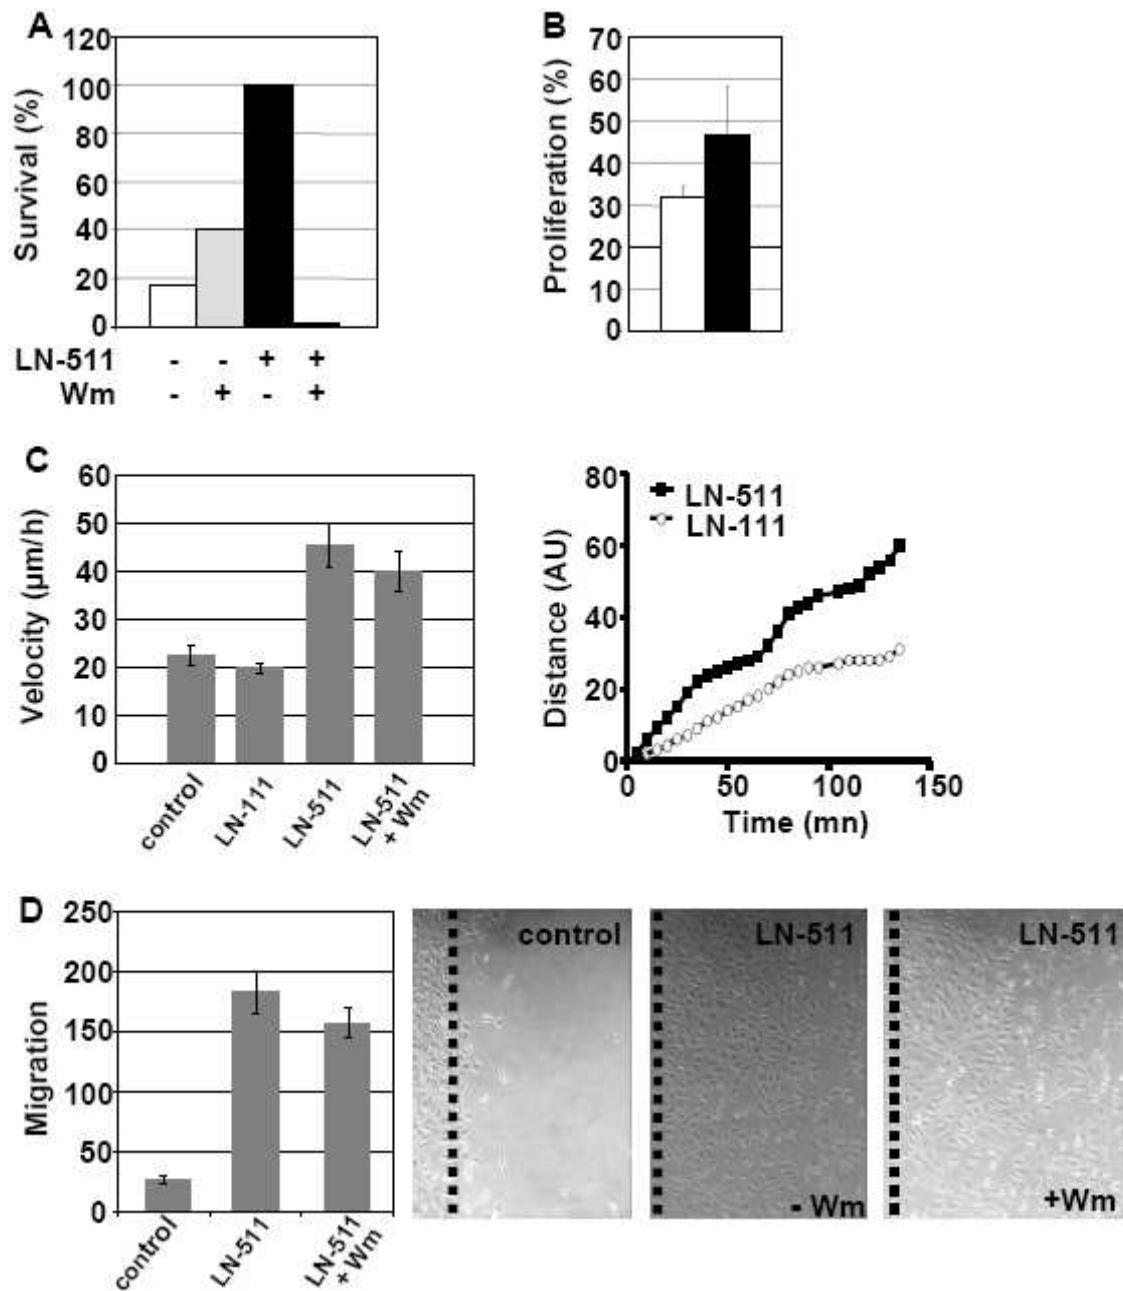 A
Survival (%)
120
100
80
60
40
20
0
LN-511 - - + +
Wm - + - +
B
Proliferation (%)
70
60
50
40
30
20
10
0
C
Velocity (µm/h)
60
50
40
30
20
10
0
control
LN-111
LN-511
LN-511
+ Wm
Distance (AU)
80
60
40
20
0
LN-511
LN-111
0 50 100 150
Time (mn)
D
Migration
250
200
150
100
50
0
control
LN-511
LN-511
+ Wm
control
LN-511
- Wm
LN-511
+Wm